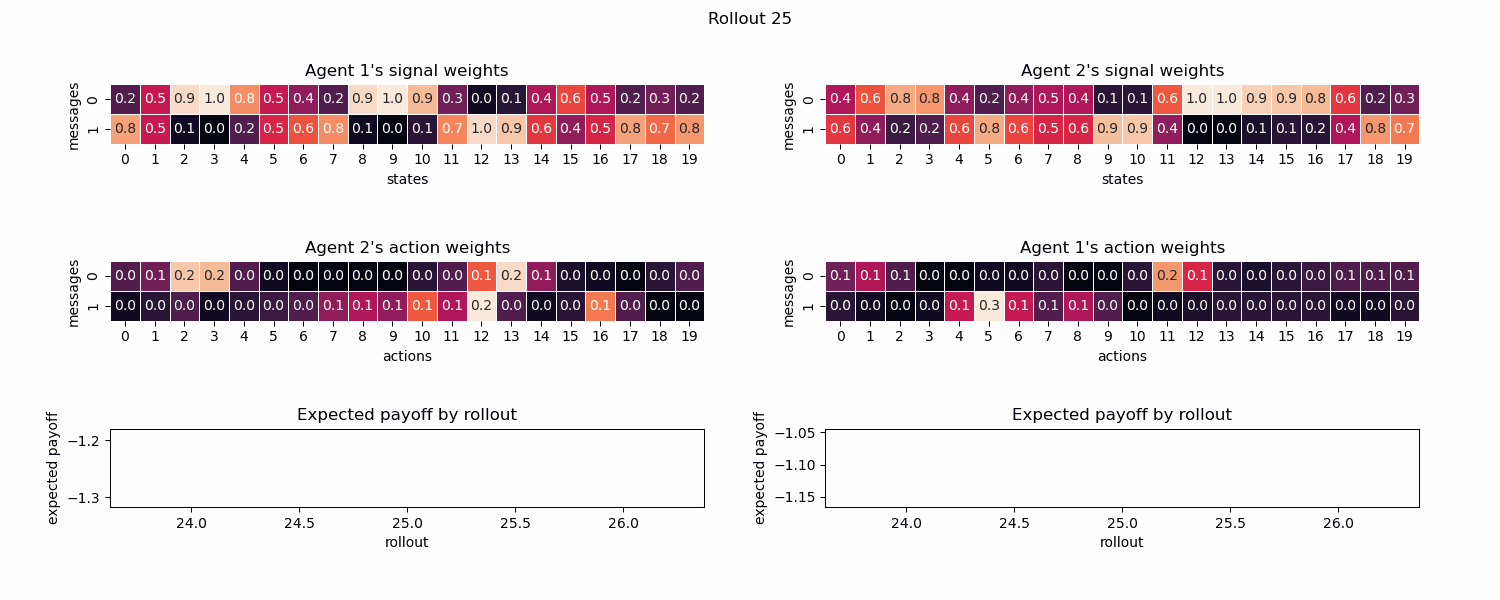 Rollout 25
Agent 1's signal weights
messages
0 0.2 0.5 0.9 1.0 0.8 0.5 0.4 0.2 0.9 1.0 0.9 0.3 0.0 0.1 0.4 0.6 0.5 0.2 0.3 0.2
1 0.8 0.5 0.1 0.0 0.2 0.5 0.6 0.8 0.1 0.0 0.1 0.7 1.0 0.9 0.6 0.4 0.5 0.8 0.7 0.8
0 1 2 3 4 5 6 7 8 9 10 11 12 13 14 15 16 17 18 19
states
Agent 2's signal weights
messages
0 0.4 0.6 0.8 0.8 0.4 0.2 0.4 0.5 0.4 0.1 0.1 0.6 1.0 1.0 0.9 0.9 0.8 0.6 0.2 0.3
1 0.6 0.4 0.2 0.2 0.6 0.8 0.6 0.5 0.6 0.9 0.9 0.4 0.0 0.0 0.1 0.1 0.2 0.4 0.8 0.7
0 1 2 3 4 5 6 7 8 9 10 11 12 13 14 15 16 17 18 19
states
Agent 2's action weights
messages
0 0.0 0.1 0.2 0.2 0.0 0.0 0.0 0.0 0.0 0.0 0.0 0.0 0.1 0.2 0.1 0.0 0.0 0.0 0.0 0.0
1 0.0 0.0 0.0 0.0 0.0 0.0 0.0 0.1 0.1 0.1 0.1 0.1 0.2 0.0 0.0 0.0 0.1 0.0 0.0 0.0
0 1 2 3 4 5 6 7 8 9 10 11 12 13 14 15 16 17 18 19
actions
Agent 1's action weights
messages
0 0.1 0.1 0.1 0.0 0.0 0.0 0.0 0.0 0.0 0.0 0.0 0.2 0.1 0.0 0.0 0.0 0.0 0.1 0.1 0.1
1 0.0 0.0 0.0 0.0 0.1 0.3 0.1 0.1 0.1 0.0 0.0 0.0 0.0 0.0 0.0 0.0 0.0 0.0 0.0 0.0
0 1 2 3 4 5 6 7 8 9 10 11 12 13 14 15 16 17 18 19
actions
Expected payoff by rollout
expected payoff
−1.2
−1.3
24.0 24.5 25.0 25.5 26.0
rollout
Expected payoff by rollout
expected payoff
−1.05
−1.10
−1.15
24.0 24.5 25.0 25.5 26.0
rollout